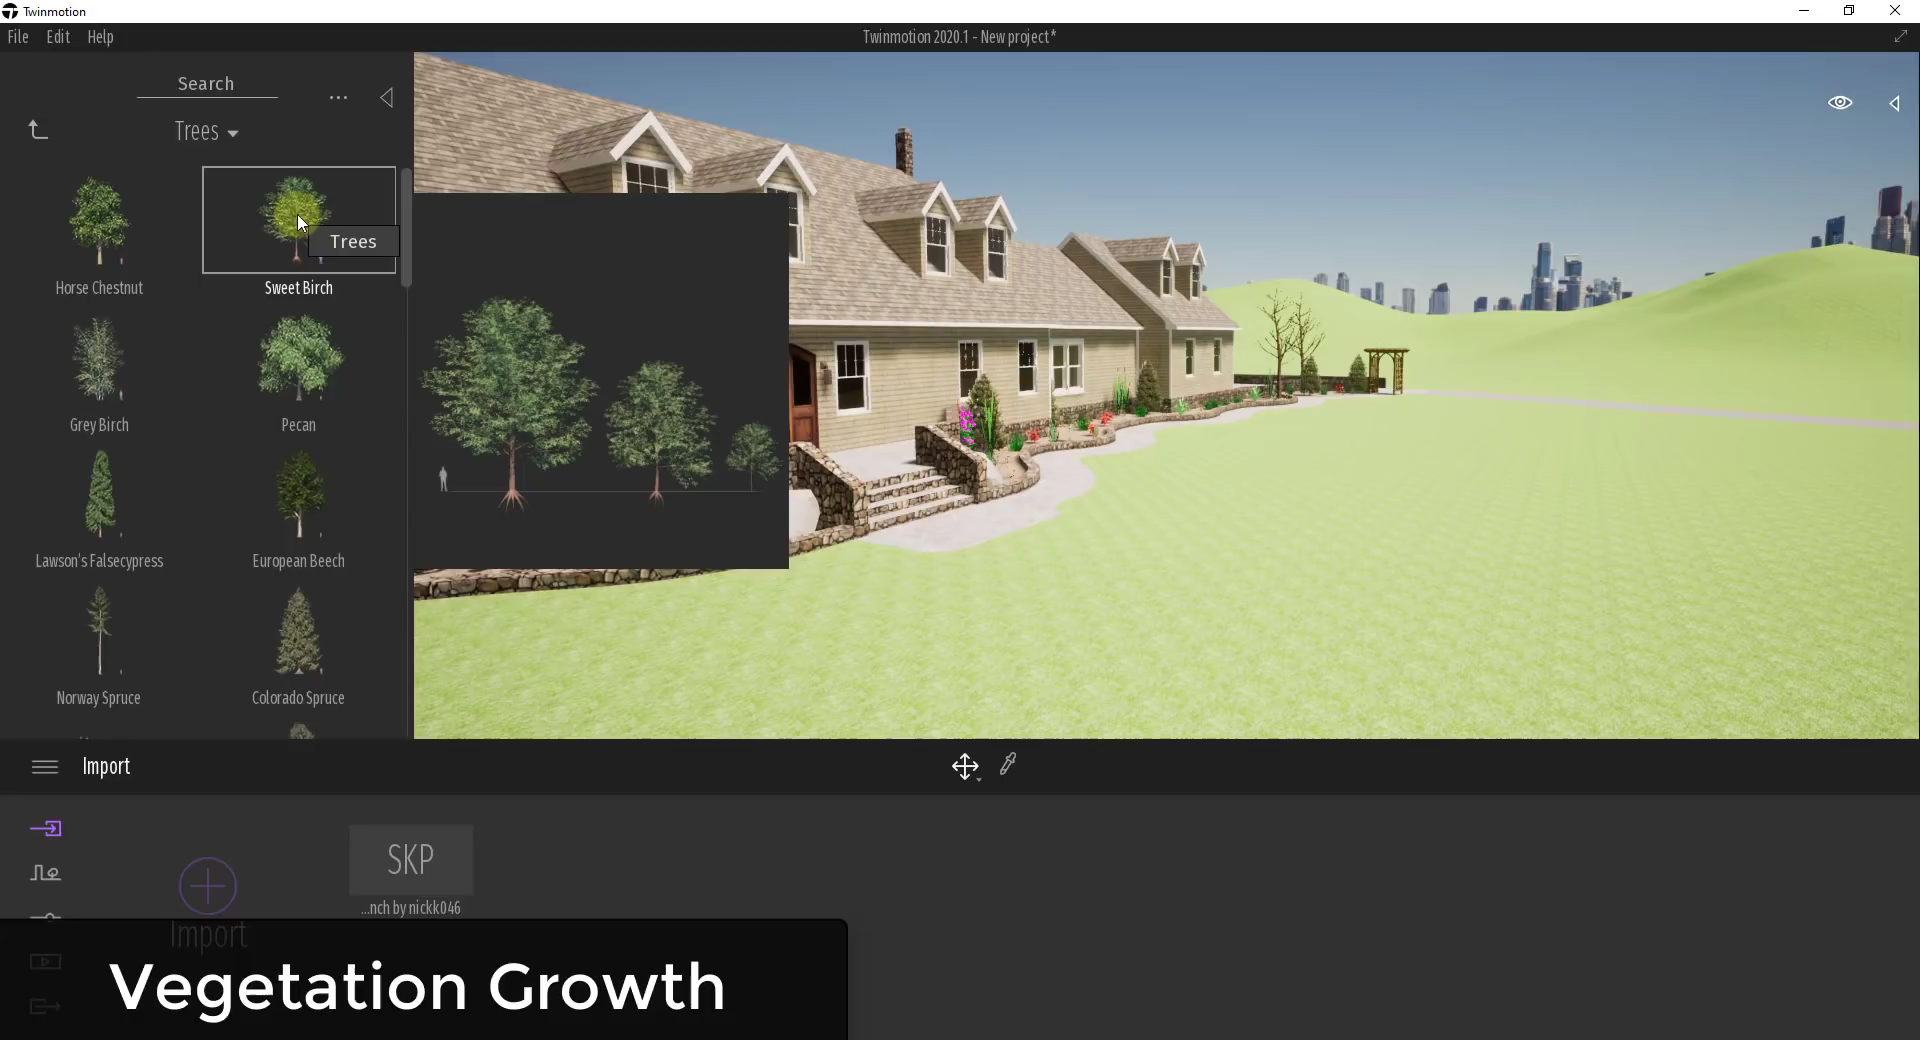 Twinmotion
File Edit Help
Twinmotion 2020.1 - New project*
Search
Trees
Trees
Horse Chestnut
Sweet Birch
Grey Birch
Pecan
Lawson's Falsecypress
European Beech
Norway Spruce
Colorado Spruce
Import
SKP
...nch by nickk046
Import
Vegetation Growth